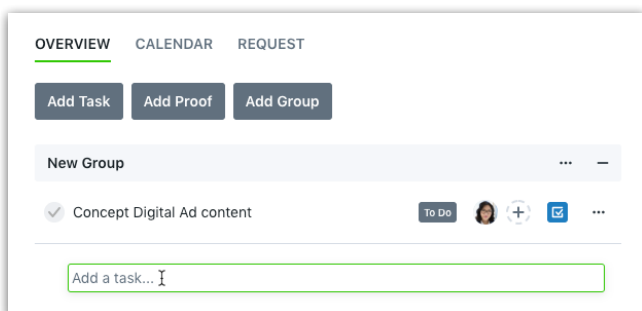 OVERVIEW CALENDAR REQUEST
Add Task Add Proof Add Group
New Group
Concept Digital Ad content To Do
Add a task...